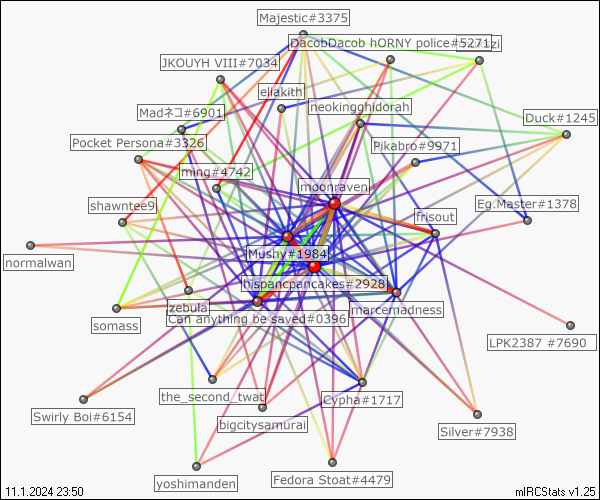 Majestic#3375
DacobDacob hORNY police#5271
JKOUYH VIII#7034
eliakith
neokingghidorah
Madネコ#6901
Duck#1245
Pocket Persona#3326
Pikabro#9971
ming#4742
moonraven
shawntee9
Eg.Master#1378
frisout
normalwan
Mushy#1984
hispancpancakes#2928
zebula
marcemadness
Can anything be saved#0396
somass
LPK2387 #7690
the_second_twat
Cypha#1717
Swirly Boi#6154
bigcitysamurai
Silver#7938
yoshimanden
Fedora Stoat#4479
11.1.2024 23:50
mIRCStats v1.25